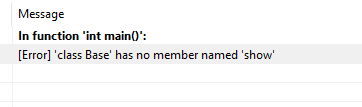 Message
In function 'int main()':
[Error] 'class Base' has no member named 'show'